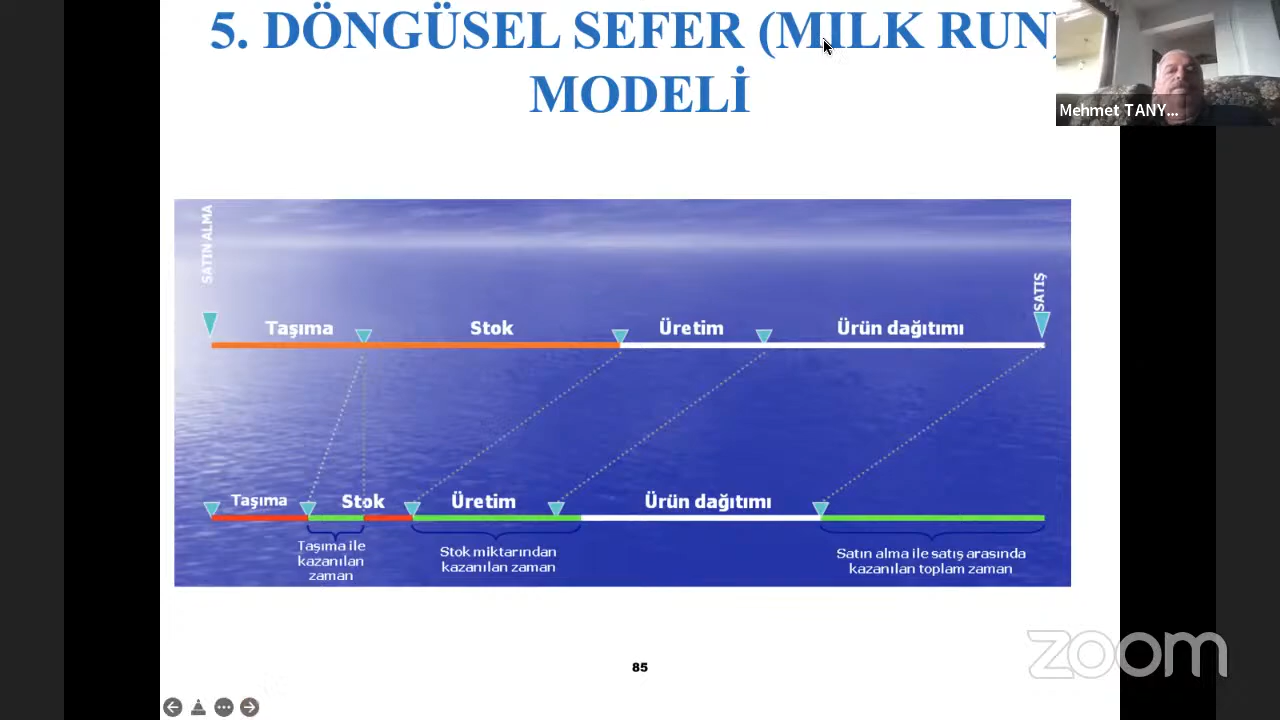 5. DÖNGÜSEL SEFER (MILK RUN)
MODELİ
Mehmet TANY...
SATIN ALMA
SATIŞ
Taşıma
Stok
Üretim
Ürün dağıtımı
Taşıma
Stok
Üretim
Ürün dağıtımı
Taşıma ile
kazanılan
zaman
Stok miktarından
kazanılan zaman
Satın alma ile satış arasında
kazanılan toplam zaman
85
zoom